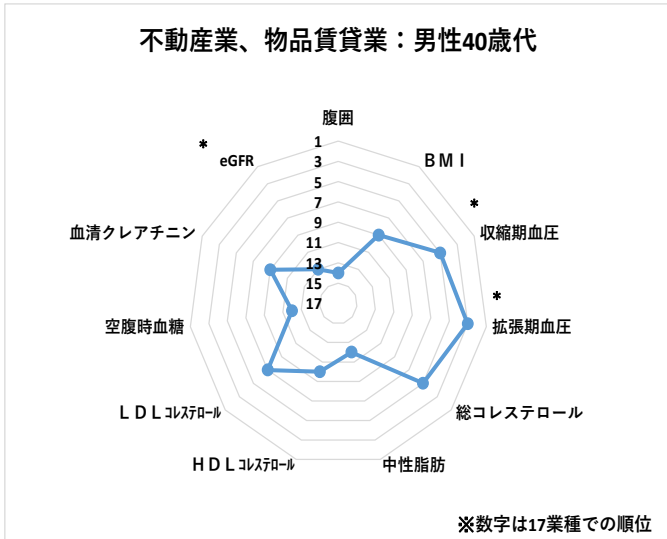 不動産業、物品賃貸業：男性40歳代
腹囲
BMI
*
収縮期血圧
*
拡張期血圧
総コレステロール
中性脂肪
HDLｺﾚｽﾃﾛｰﾙ
LDLｺﾚｽﾃﾛｰﾙ
空腹時血糖
血清クレアチニン
*
eGFR
1
3
5
7
9
11
13
15
17
※数字は17業種での順位